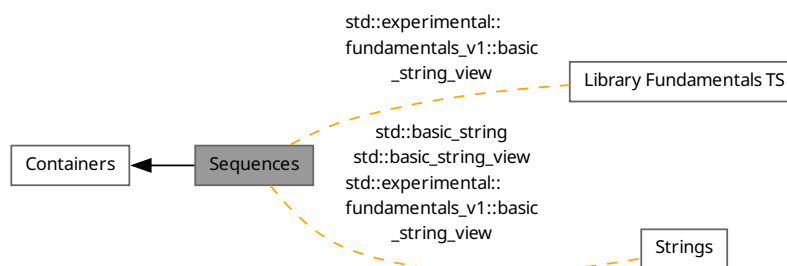 std::experimental::
fundamentals_v1::basic
_string_view
Library Fundamentals TS
std::basic_string
std::basic_string_view
std::experimental::
fundamentals_v1::basic
_string_view
Containers
Sequences
Strings